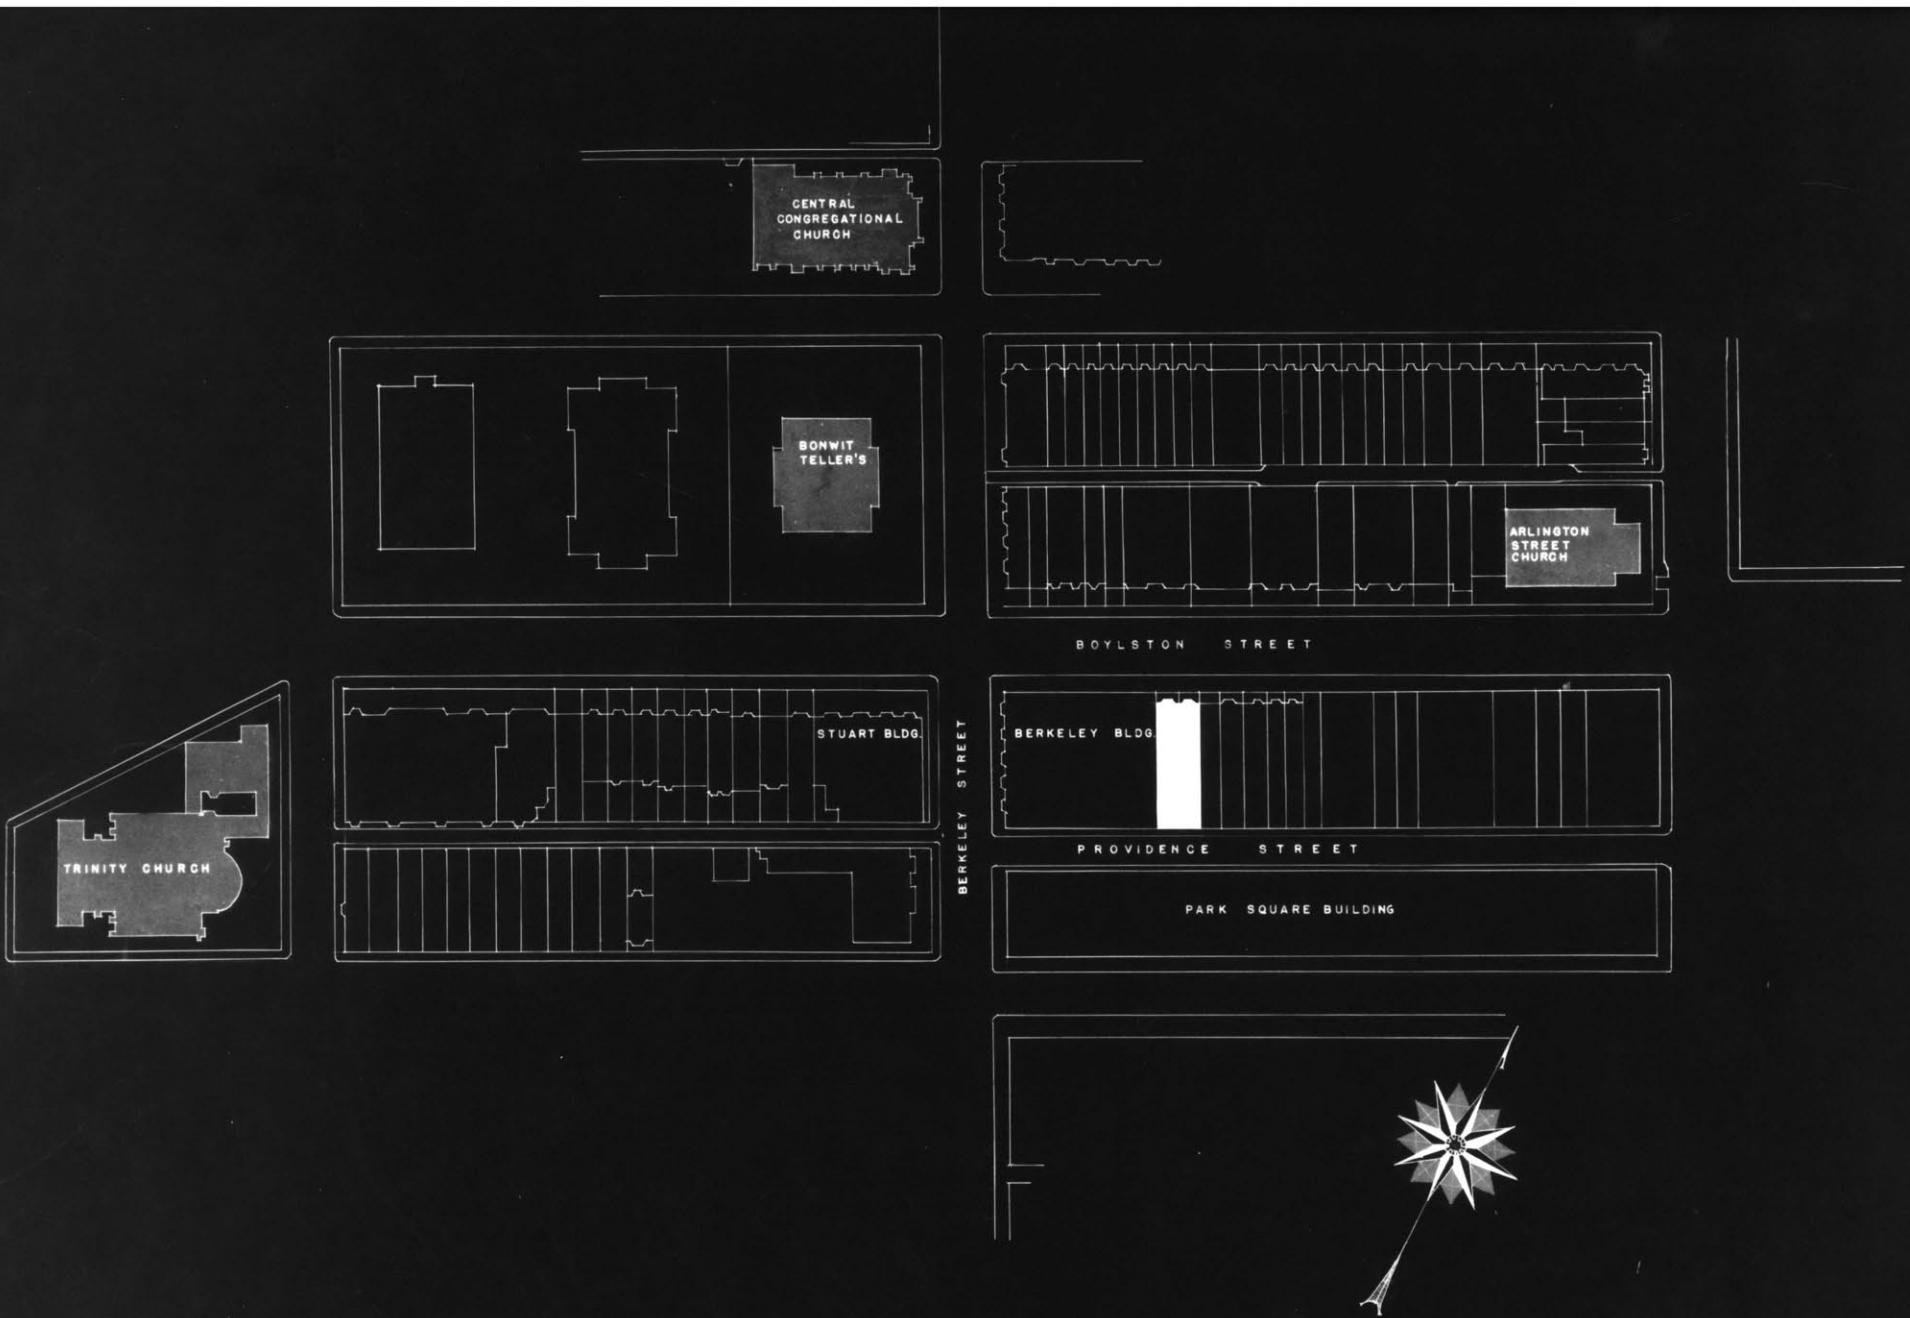 CENTRAL
CONGREGATIONAL
CHURCH
BONWIT
TELLER'S
ARLINGTON
STREET
CHURCH
BOYLSTON STREET
STUART BLDG.
BERKELEY STREET
BERKELEY BLDG.
TRINITY CHURCH
PROVIDENCE STREET
PARK SQUARE BUILDING